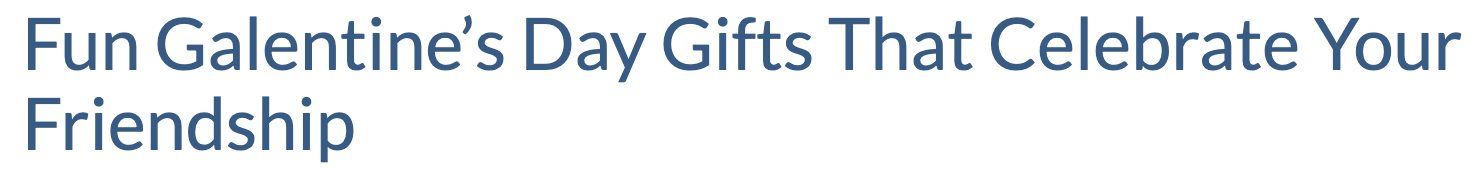 Fun Galentine’s Day Gifts That Celebrate Your
Friendship